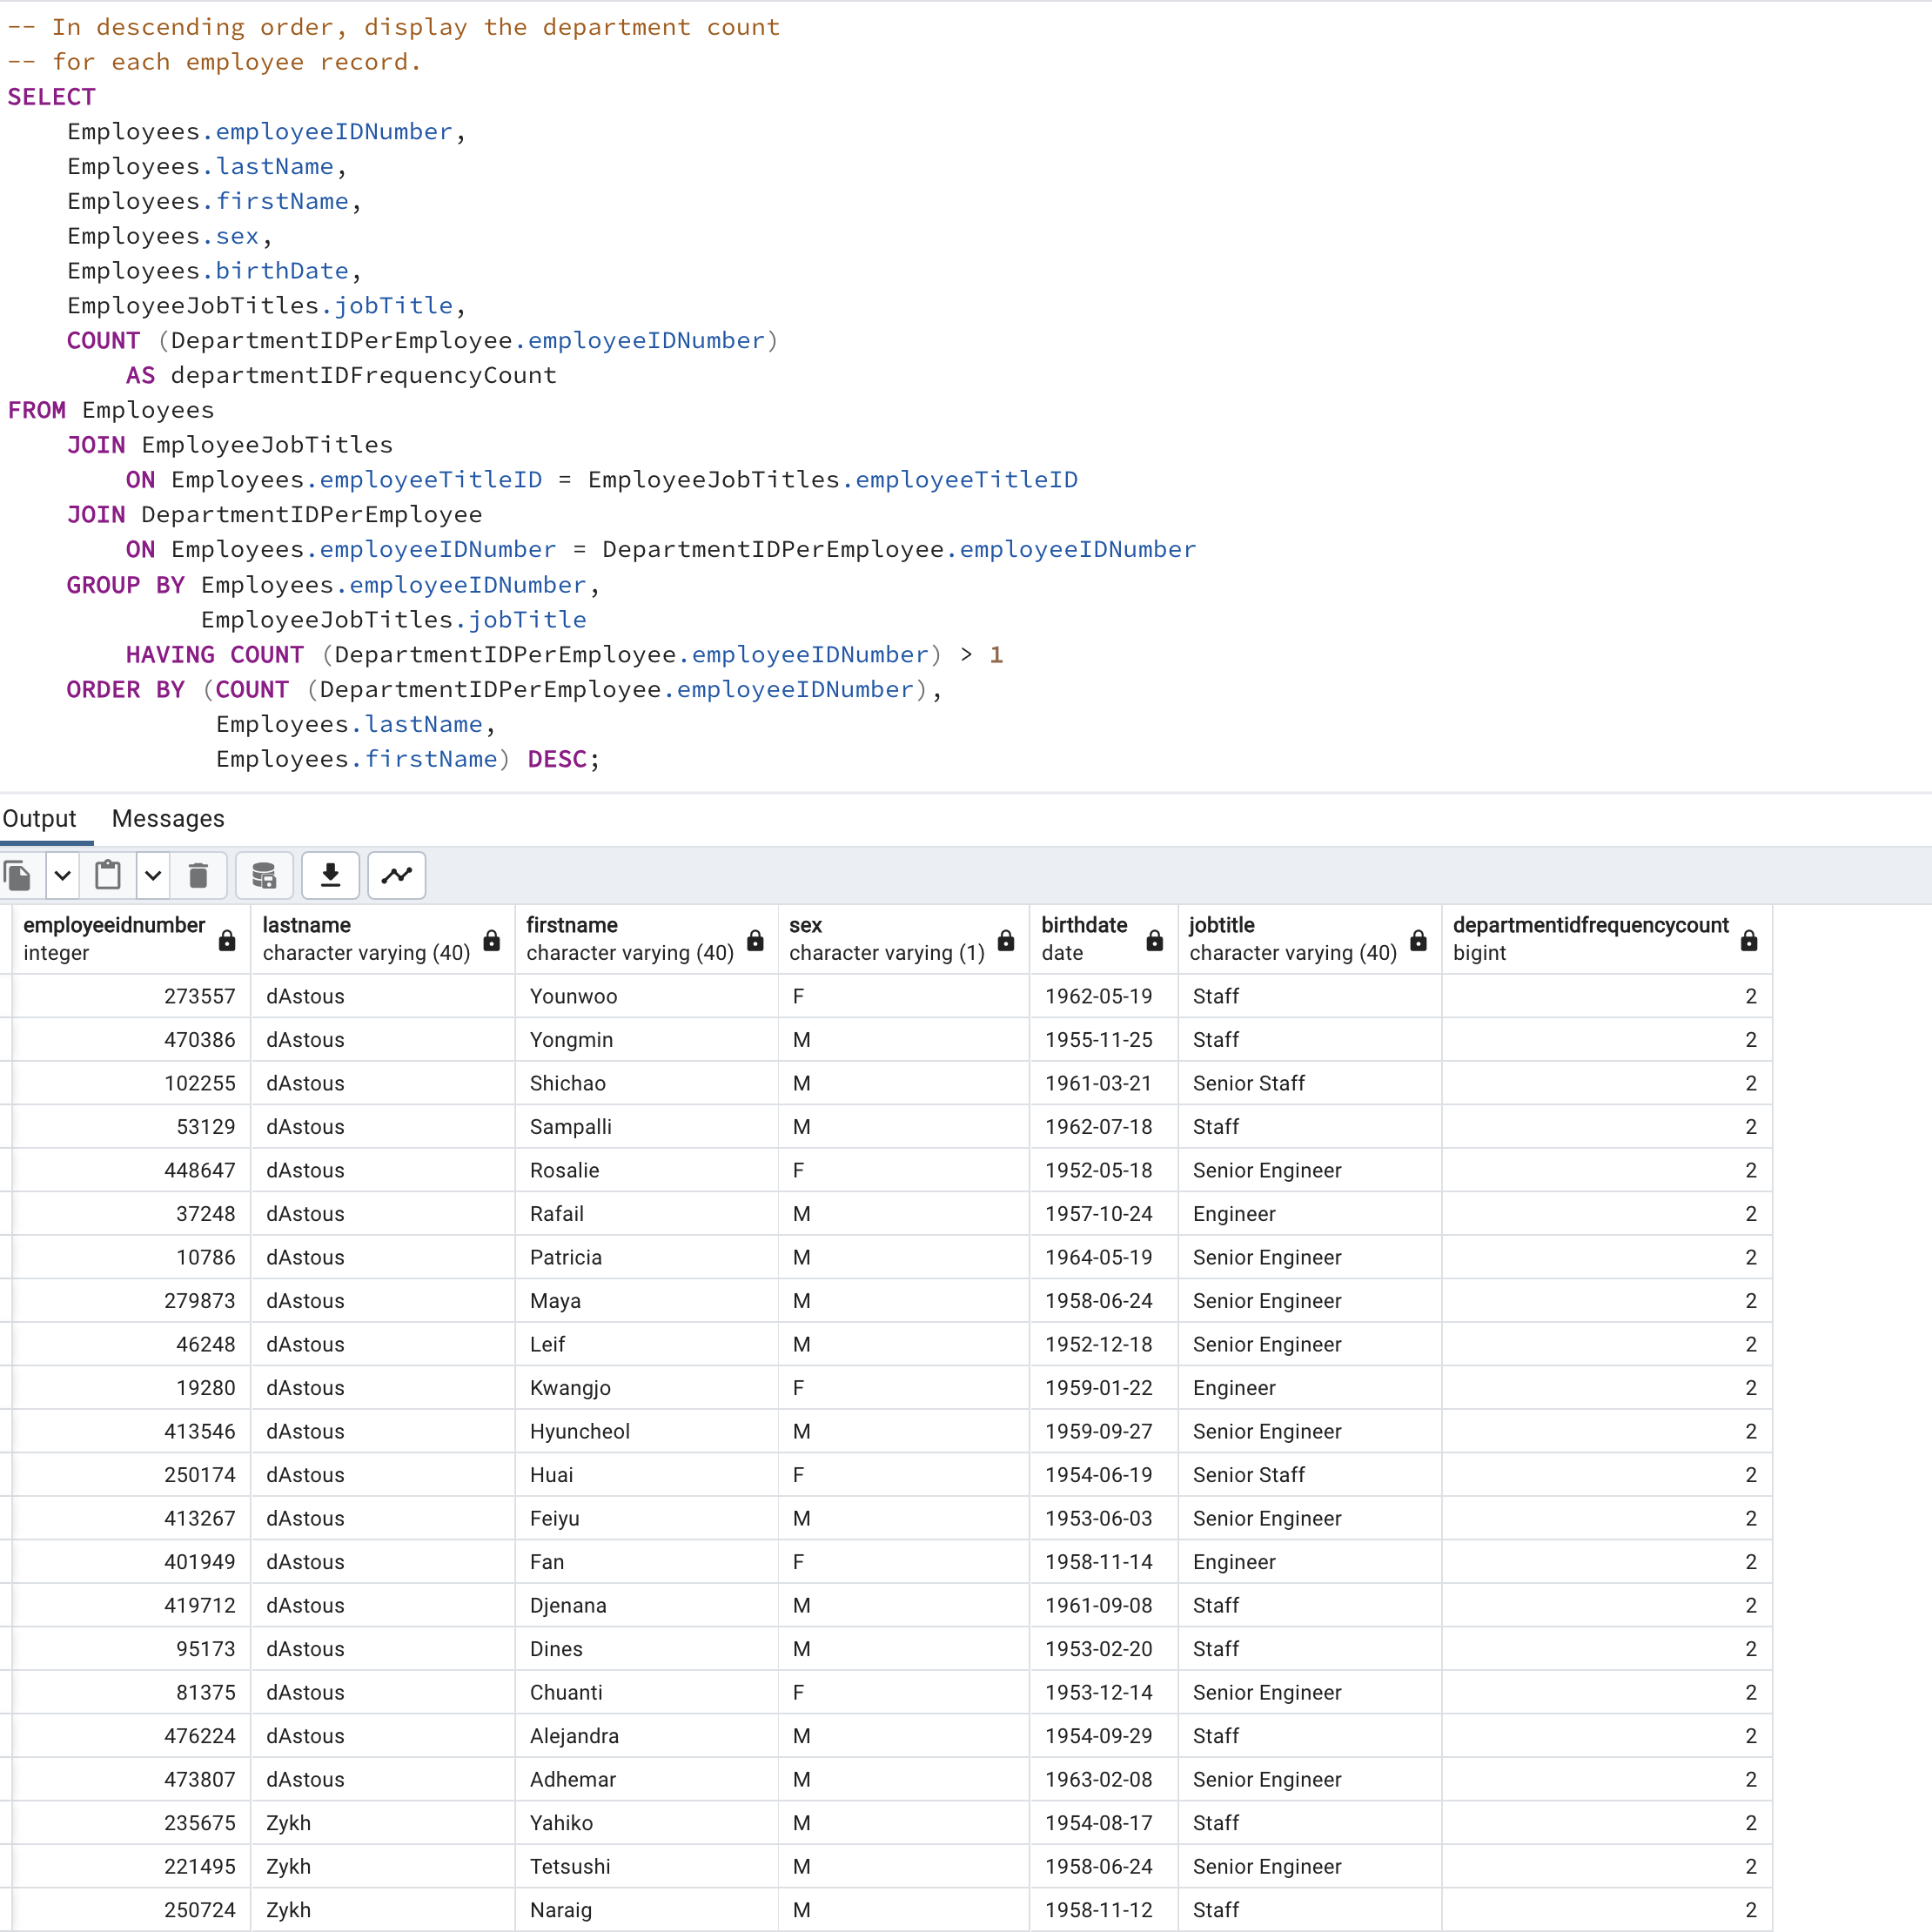 -- In descending order, display the department count
-- for each employee record.
SELECT
Employees.employeeIDNumber,
Employees.lastName,
Employees.firstName,
Employees.sex,
Employees.birthDate,
EmployeeJobTitles.jobTitle,
COUNT (DepartmentIDPerEmployee.employeeIDNumber)
AS departmentIDFrequencyCount
FROM Employees
JOIN EmployeeJobTitles
ON Employees.employeeTitleID = EmployeeJobTitles.employeeTitleID
JOIN DepartmentIDPerEmployee
ON Employees.employeeIDNumber = DepartmentIDPerEmployee.employeeIDNumber
GROUP BY Employees.employeeIDNumber,
EmployeeJobTitles.jobTitle
HAVING COUNT (DepartmentIDPerEmployee.employeeIDNumber) > 1
ORDER BY (COUNT (DepartmentIDPerEmployee.employeeIDNumber),
Employees.lastName,
Employees.firstName) DESC;
Output Messages
employeeidnumber lastname firstname sex birthdate jobtitle departmentidfrequencycount
integer character varying (40) character varying (40) character varying (1) date character varying (40) bigint
273557 dAstous Younwoo F 1962-05-19 Staff 2
470386 dAstous Yongmin M 1955-11-25 Staff 2
102255 dAstous Shichao M 1961-03-21 Senior Staff 2
53129 dAstous Sampalli M 1962-07-18 Staff 2
448647 dAstous Rosalie F 1952-05-18 Senior Engineer 2
37248 dAstous Rafail M 1957-10-24 Engineer 2
10786 dAstous Patricia M 1964-05-19 Senior Engineer 2
279873 dAstous Maya M 1958-06-24 Senior Engineer 2
46248 dAstous Leif M 1952-12-18 Senior Engineer 2
19280 dAstous Kwangjo F 1959-01-22 Engineer 2
413546 dAstous Hyuncheol M 1959-09-27 Senior Engineer 2
250174 dAstous Huai F 1954-06-19 Senior Staff 2
413267 dAstous Feiyu M 1953-06-03 Senior Engineer 2
401949 dAstous Fan F 1958-11-14 Engineer 2
419712 dAstous Djenana M 1961-09-08 Staff 2
95173 dAstous Dines M 1953-02-20 Staff 2
81375 dAstous Chuanti F 1953-12-14 Senior Engineer 2
476224 dAstous Alejandra M 1954-09-29 Staff 2
473807 dAstous Adhemar M 1963-02-08 Senior Engineer 2
235675 Zykh Yahiko M 1954-08-17 Staff 2
221495 Zykh Tetsushi M 1958-06-24 Senior Engineer 2
250724 Zykh Naraig M 1958-11-12 Staff 2